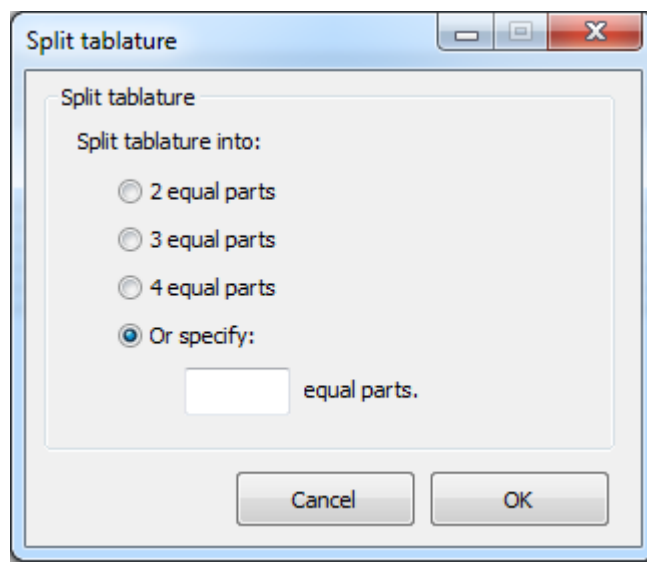 Split tablature
Split tablature
Split tablature into:
2 equal parts
3 equal parts
4 equal parts
Or specify:
equal parts.
Cancel OK